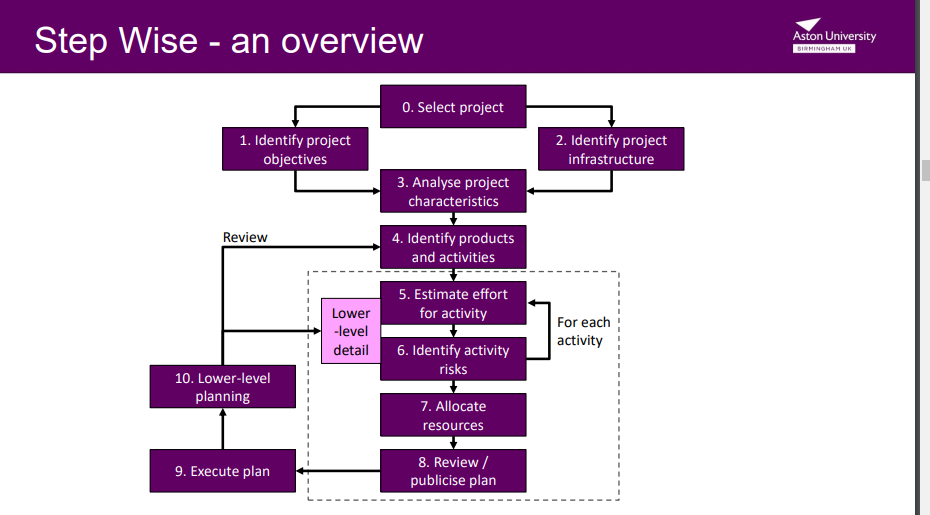 Step Wise - an overview
Aston University
BIRMINGHAM UK
0. Select project
1. Identify project
objectives
2. Identify project
infrastructure
3. Analyse project
characteristics
Review
4. Identify products
and activities
5. Estimate effort
for activity
Lower
-level
detail
For each
activity
6. Identify activity
risks
10. Lower-level
planning
7. Allocate
resources
8. Review /
publicise plan
9. Execute plan